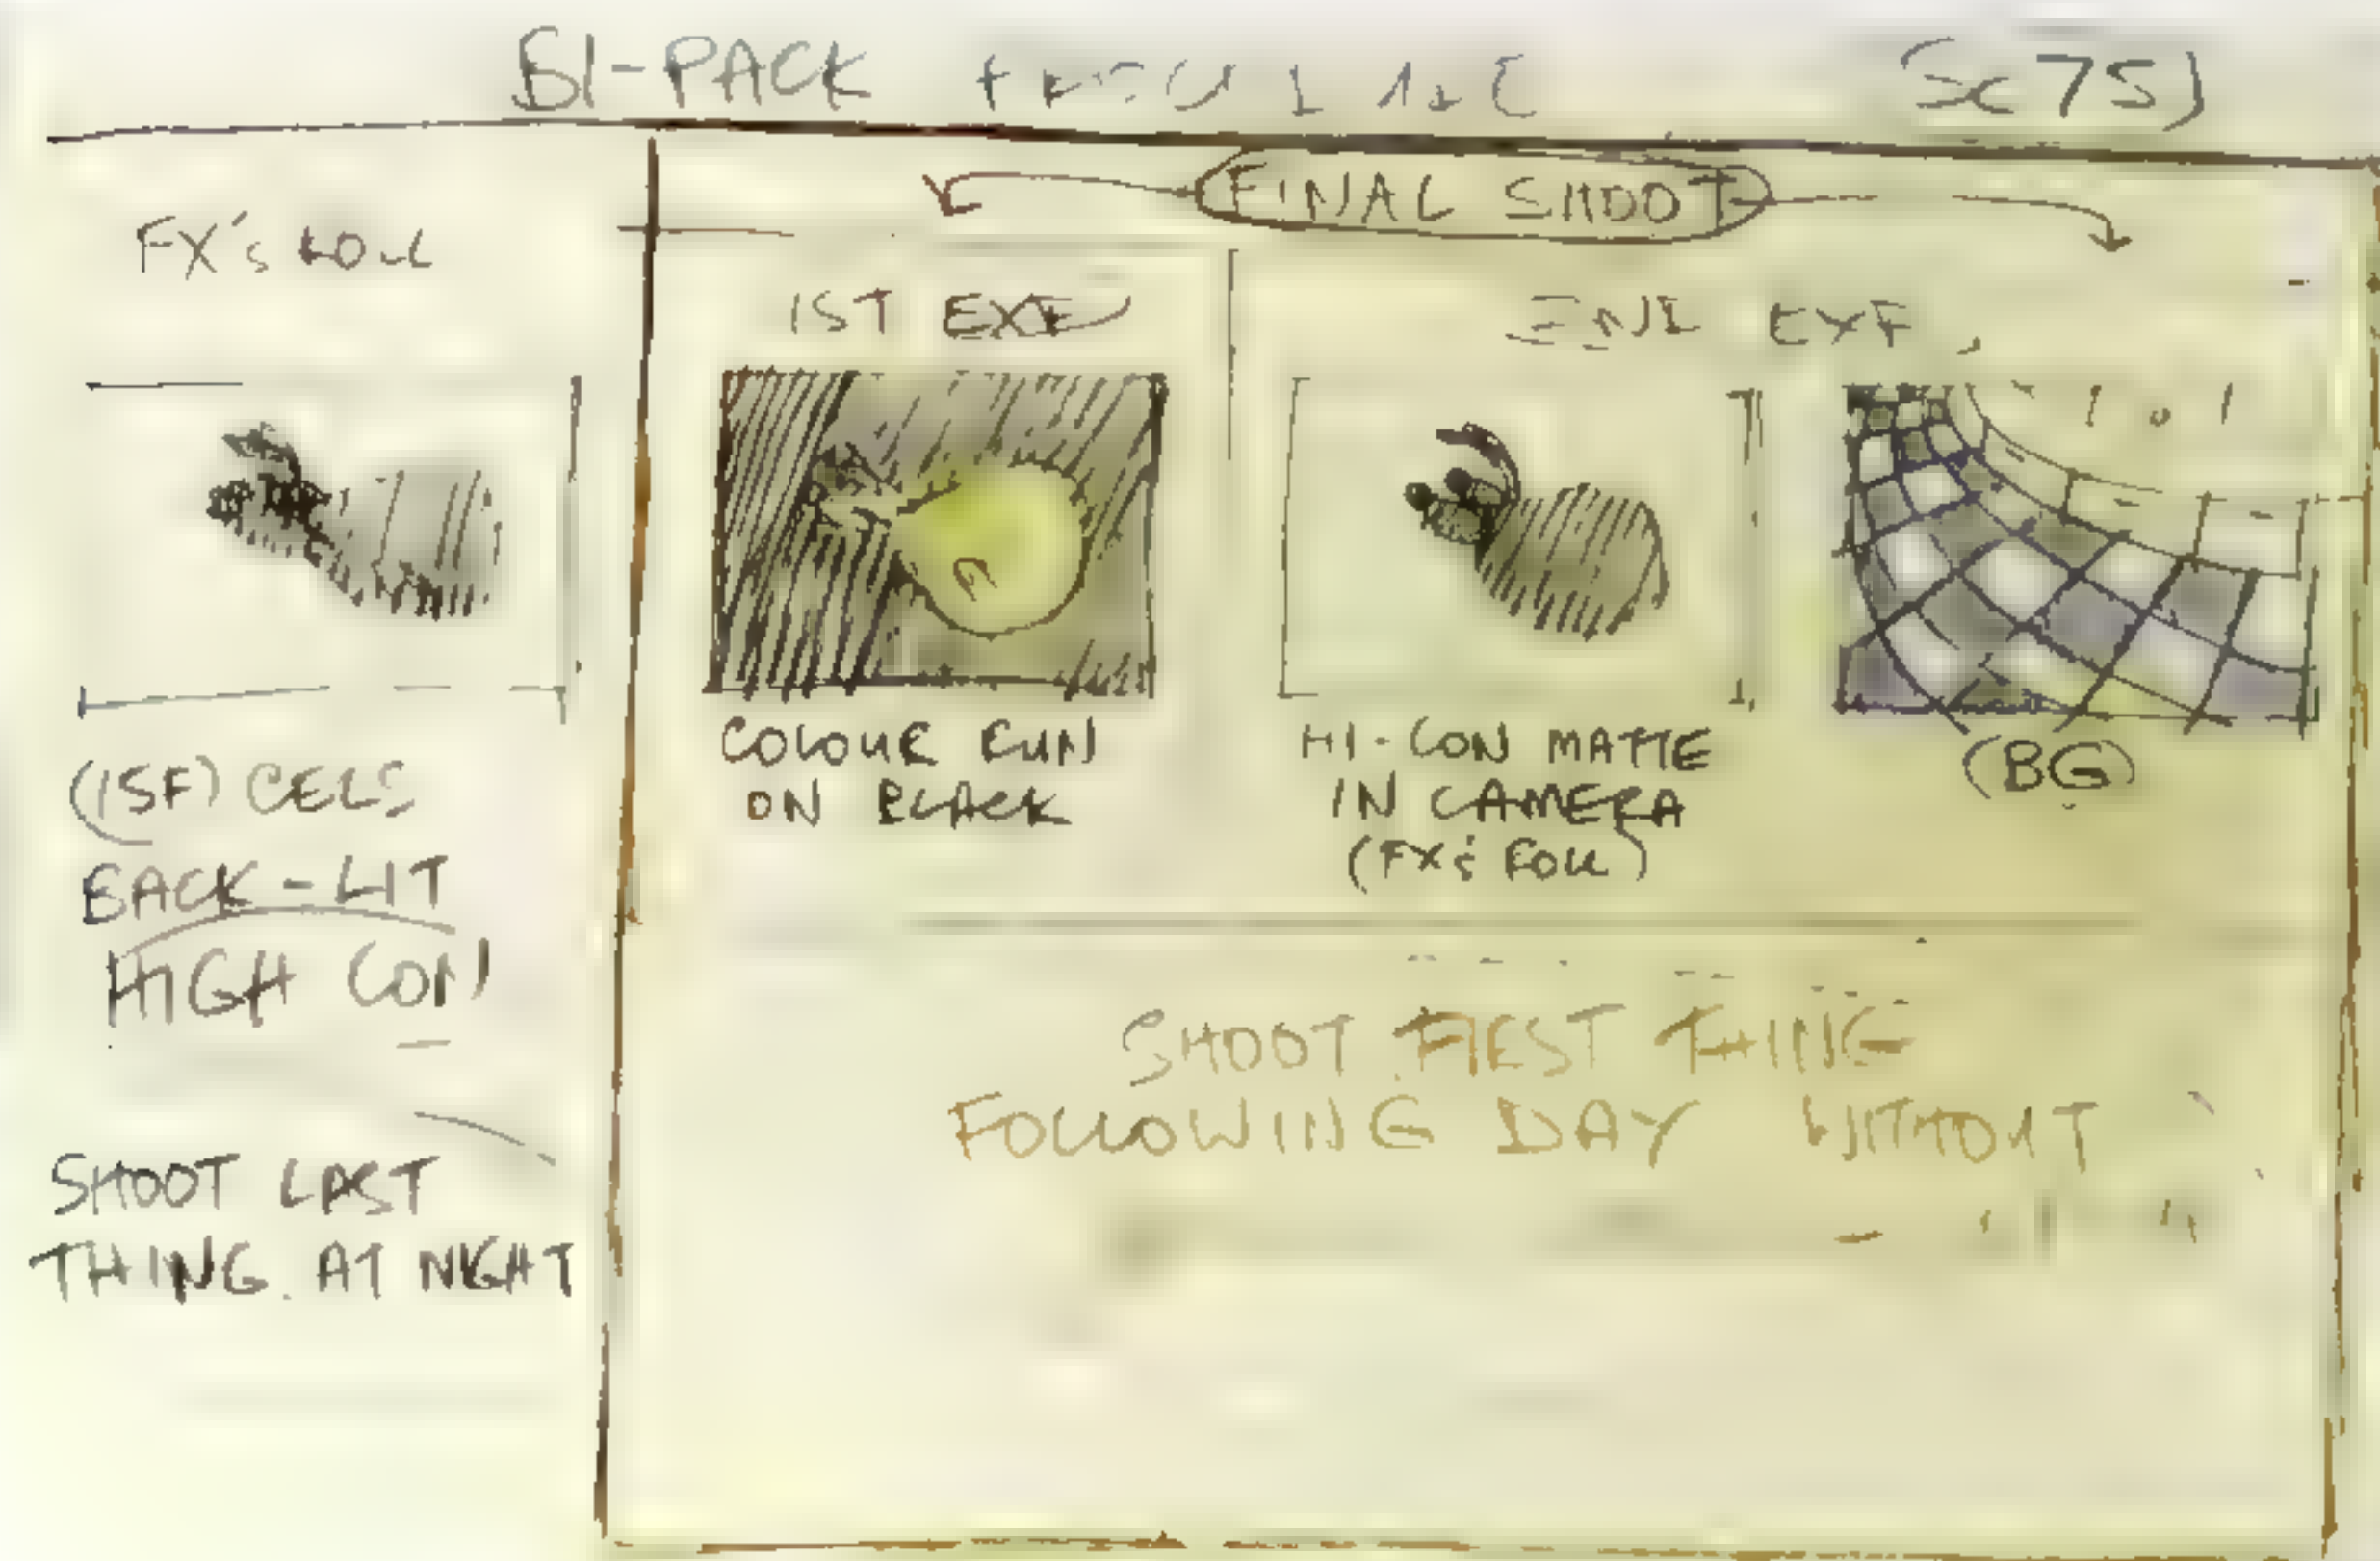 BI-PACK
(Sc 75)
FINAL SHOOT
FX's
1ST EXP
2ND EXP
COLOUR RUN
ON BLACK
HI-CON MATTE
IN CAMERA
(FX's ROLL)
(BG)
(ISF) CELS
BACK-LIT
HIGH CON
SHOOT LAST
THING AT NIGHT
SHOOT FIRST THING
FOLLOWING DAY WITHOUT